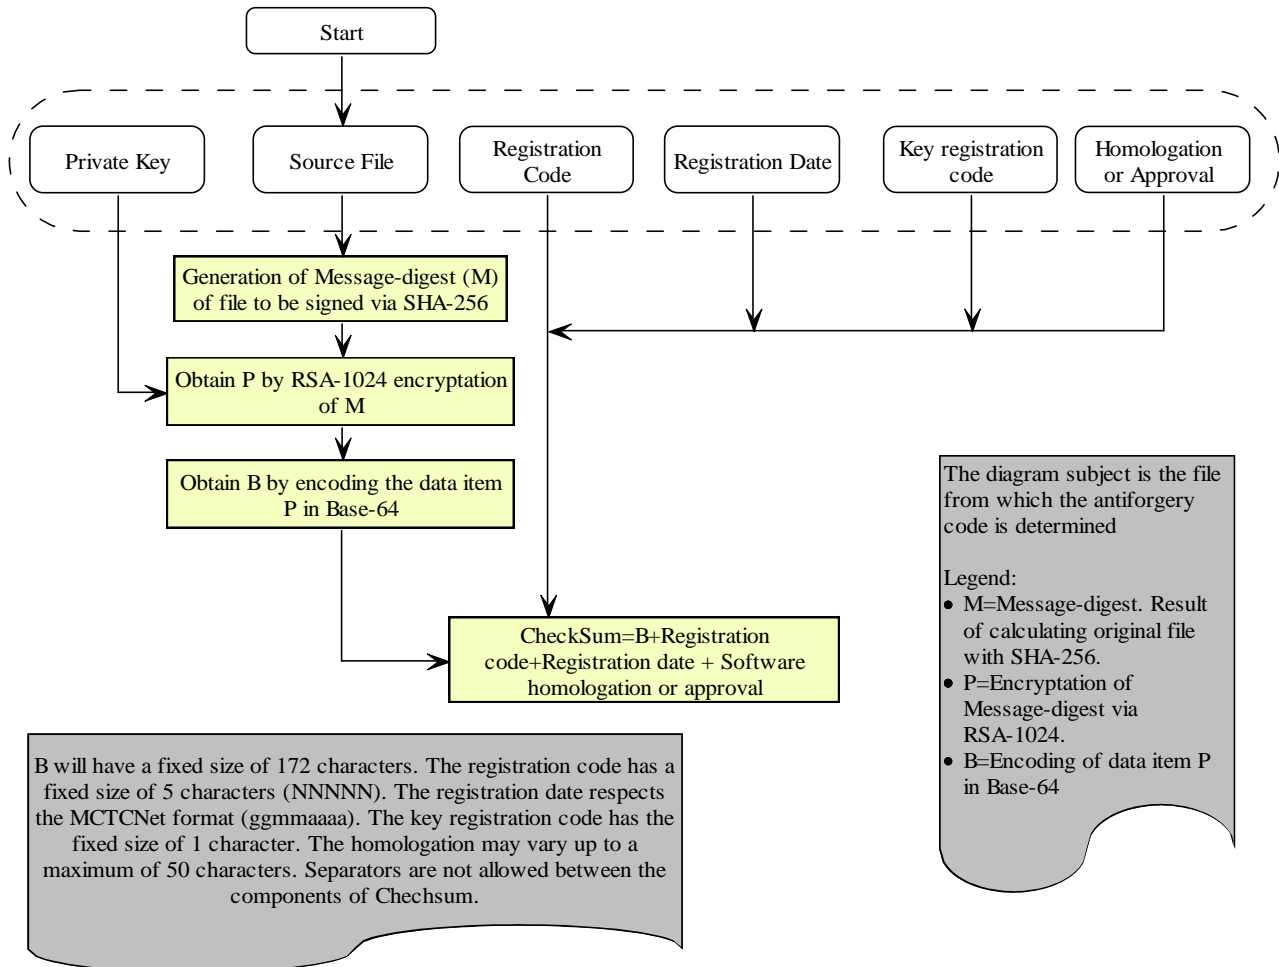 Start
Private Key
Source File
Registration
Code
Registration Date
Key registration
code
Homologation
or Approval
Generation of Message-digest (M)
of file to be signed via SHA-256
Obtain P by RSA-1024 encryptation
of M
Obtain B by encoding the data item
P in Base-64
CheckSum=B+Registration
code+Registration date + Software
homologation or approval
The diagram subject is the file
from which the antiforgery
code is determined
Legend:
• M=Message-digest. Result
of calculating original file
with SHA-256.
• P=Encryptation of
Message-digest via
RSA-1024.
• B=Encoding of data item P
in Base-64
B will have a fixed size of 172 characters. The registration code has a
fixed size of 5 characters (NNNNN). The registration date respects
the MCTCNet format (ggmmaaaa). The key registration code has the
fixed size of 1 character. The homologation may vary up to a
maximum of 50 characters. Separators are not allowed between the
components of Chechsum.